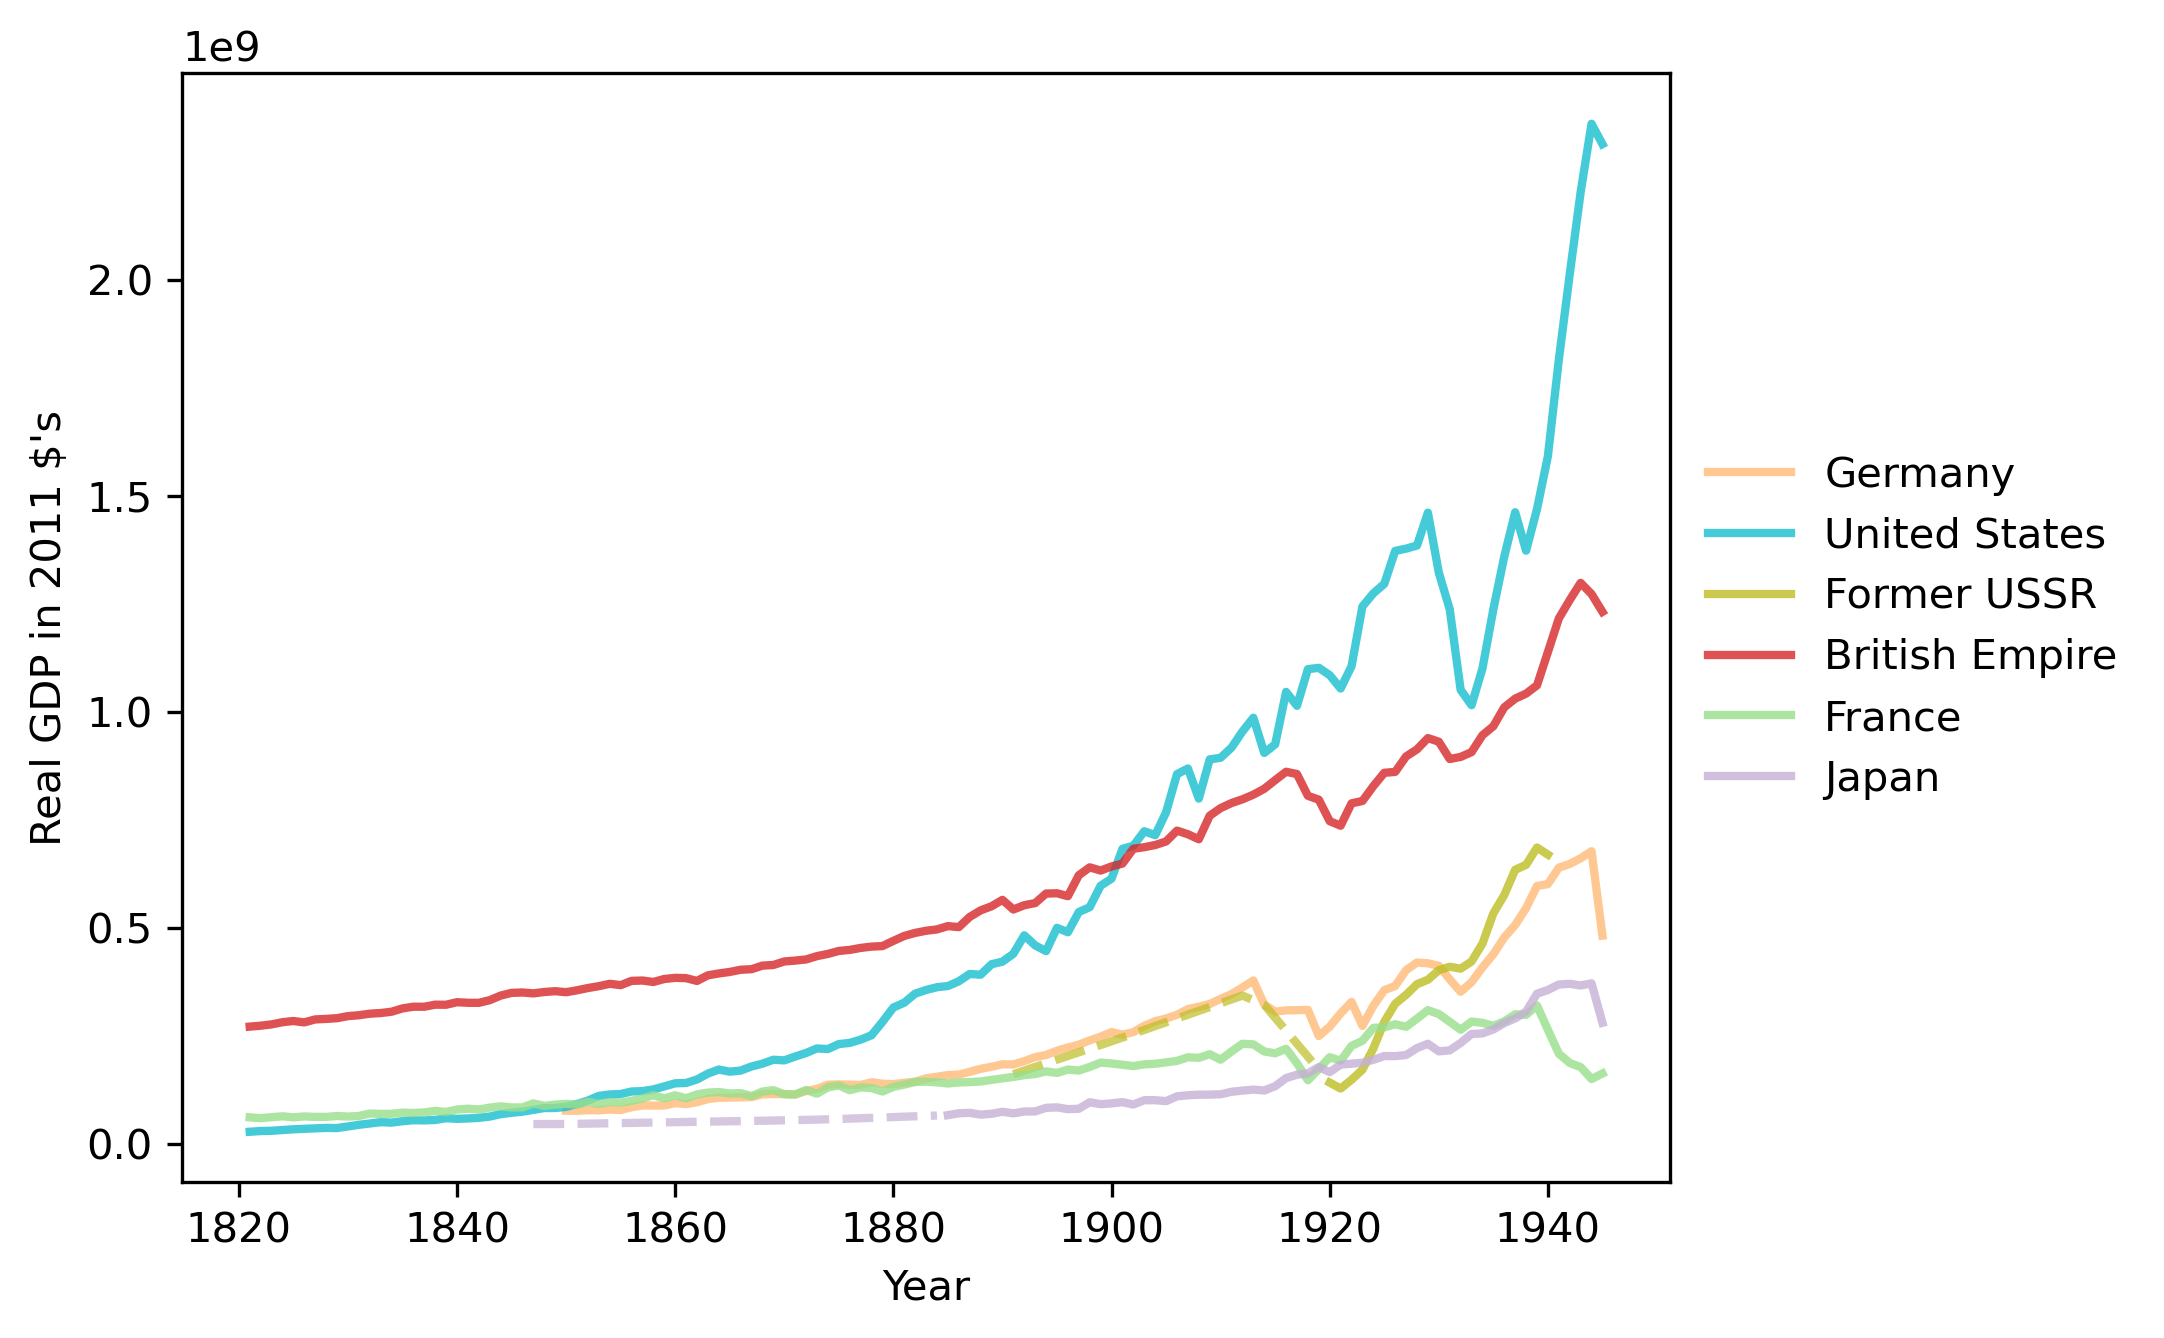 1e9
2.0
1.5
1.0
0.5
0.0
Real GDP in 2011 $'s
1820 1840 1860 1880 1900 1920 1940
Year
Germany
United States
Former USSR
British Empire
France
Japan